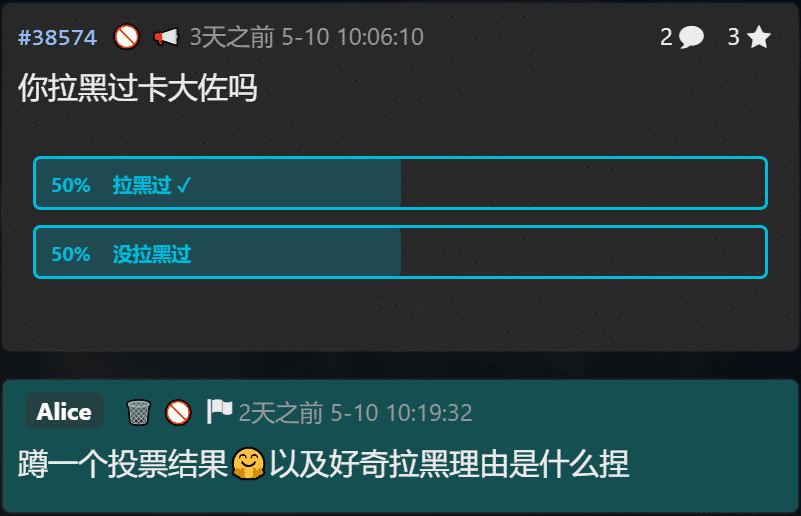 #38574 🚫 📢 3天之前 5-10 10:06:10 2 3
你拉黑过卡大佐吗
50% 拉黑过 ✓
50% 没拉黑过
Alice 2天之前 5-10 10:19:32
蹲一个投票结果🤗以及好奇拉黑理由是什么捏